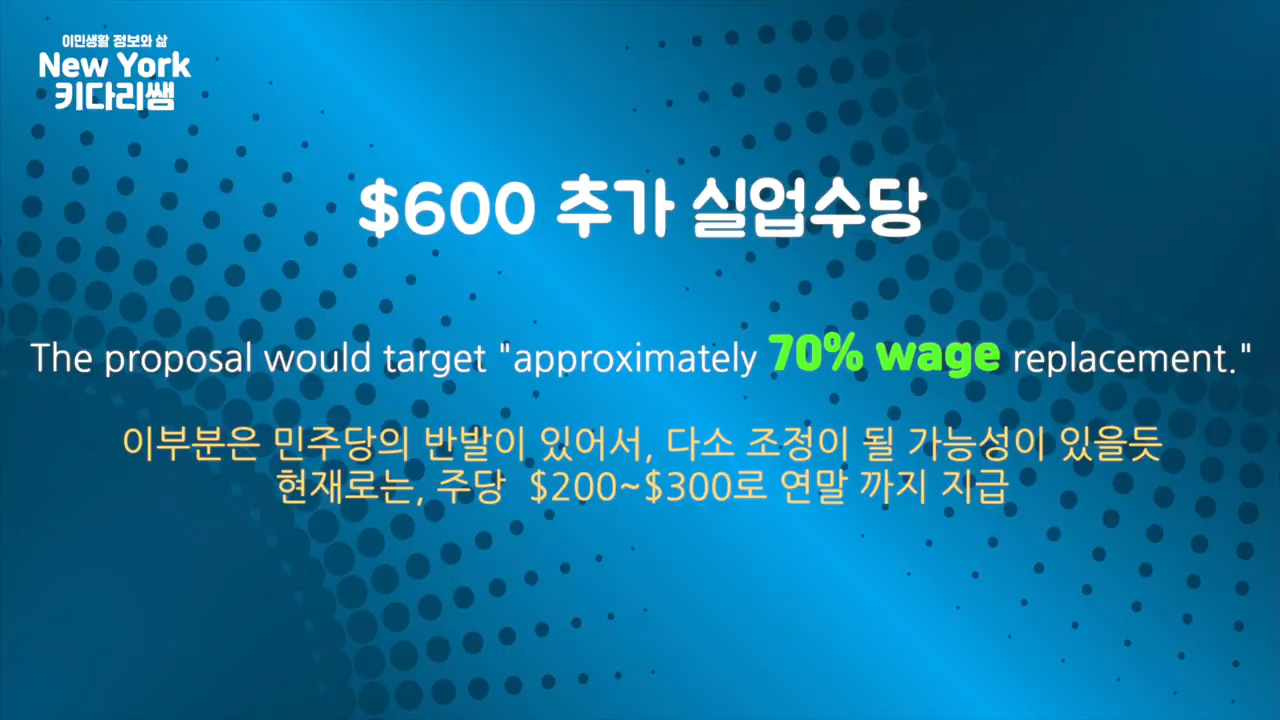 이민생활 정보와 삶
New York
키다리쌤
$600 추가 실업수당
The proposal would target "approximately 70% wage replacement."
이부분은 민주당의 반발이 있어서, 다소 조정이 될 가능성이 있을듯
현재로는, 주당 $200~$300로 연말 까지 지급